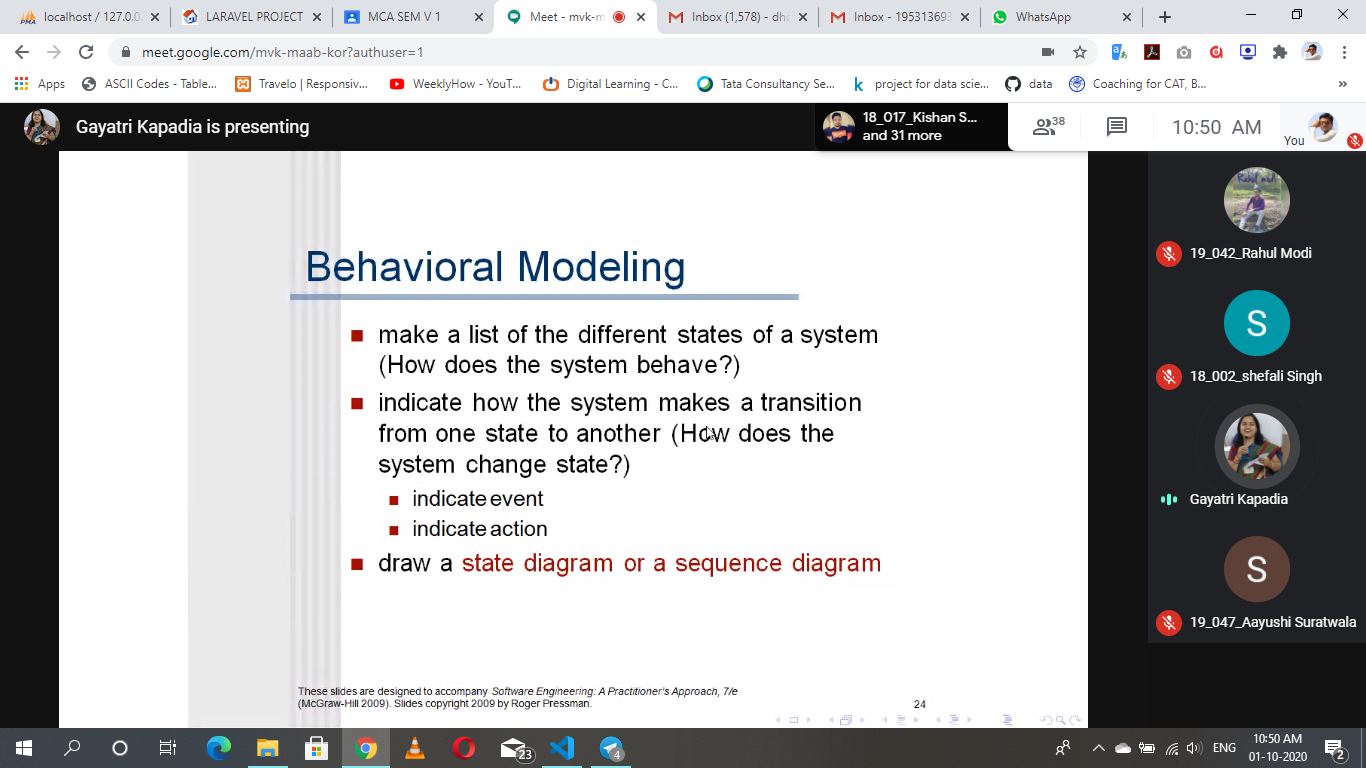 localhost / 127.0.0
LARAVEL PROJECT
MCA SEM V 1
Meet - mvk-m
Inbox (1,578) - dho
Inbox - 195313693
WhatsApp
meet.google.com/mvk-maab-kor?authuser=1
Apps
ASCII Codes - Table...
Travelo | Responsiv...
WeeklyHow - YouT...
Digital Learning - C...
Tata Consultancy Se...
project for data scie...
data
Coaching for CAT, B...
»
Gayatri Kapadia is presenting
18_017_Kishan S...
and 31 more
38
10:50 AM
You
Behavioral Modeling
make a list of the different states of a system
(How does the system behave?)
indicate how the system makes a transition
from one state to another (How does the
system change state?)
indicate event
indicate action
draw a state diagram or a sequence diagram
These slides are designed to accompany Software Engineering: A Practitioner's Approach, 7/e
(McGraw-Hill 2009). Slides copyright 2009 by Roger Pressman.
24
19_042_Rahul Modi
S
18_002_shefali Singh
Gayatri Kapadia
S
19_047_Aayushi Suratwala
23
4
ENG
10:50 AM
01-10-2020
2